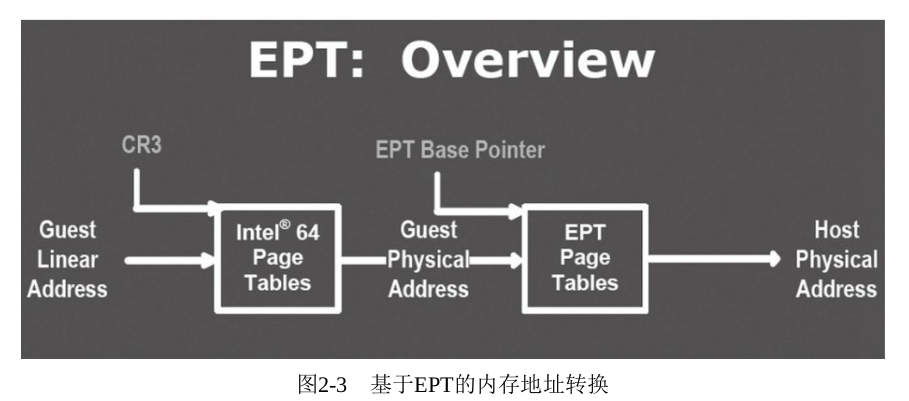 EPT: Overview
CR3
EPT Base Pointer
Guest
Linear
Address
Intel® 64
Page
Tables
Guest
Physical
Address
EPT
Page
Tables
Host
Physical
Address
图2-3 基于EPT的内存地址转换